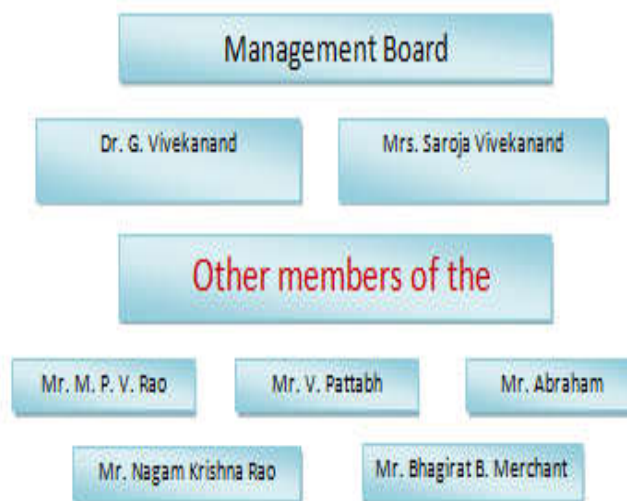 Management Board
Dr. G. Vivekanand
Mrs. Saroja Vivekanand
Other members of the
Mr. M. P. V. Rao
Mr. V. Pattabh
Mr. Abraham
Mr. Nagam Krishna Rao
Mr. Bhagirat B. Merchant